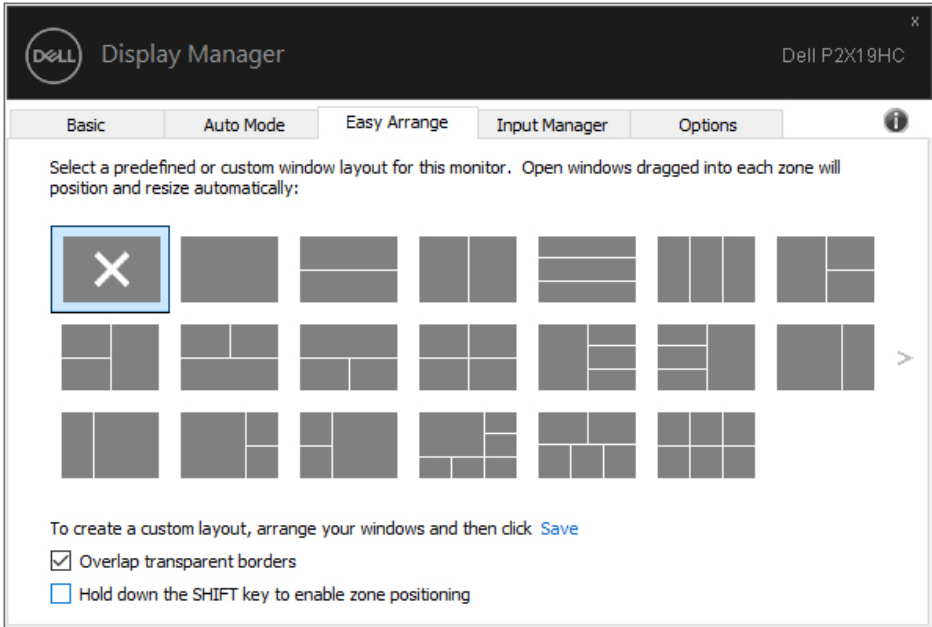 x
DELL
Display Manager
Dell P2X19HC
Basic
Auto Mode
Easy Arrange
Input Manager
Options
i
Select a predefined or custom window layout for this monitor.  Open windows dragged into each zone will
position and resize automatically:
>
To create a custom layout, arrange your windows and then click  Save
Overlap transparent borders
Hold down the SHIFT key to enable zone positioning